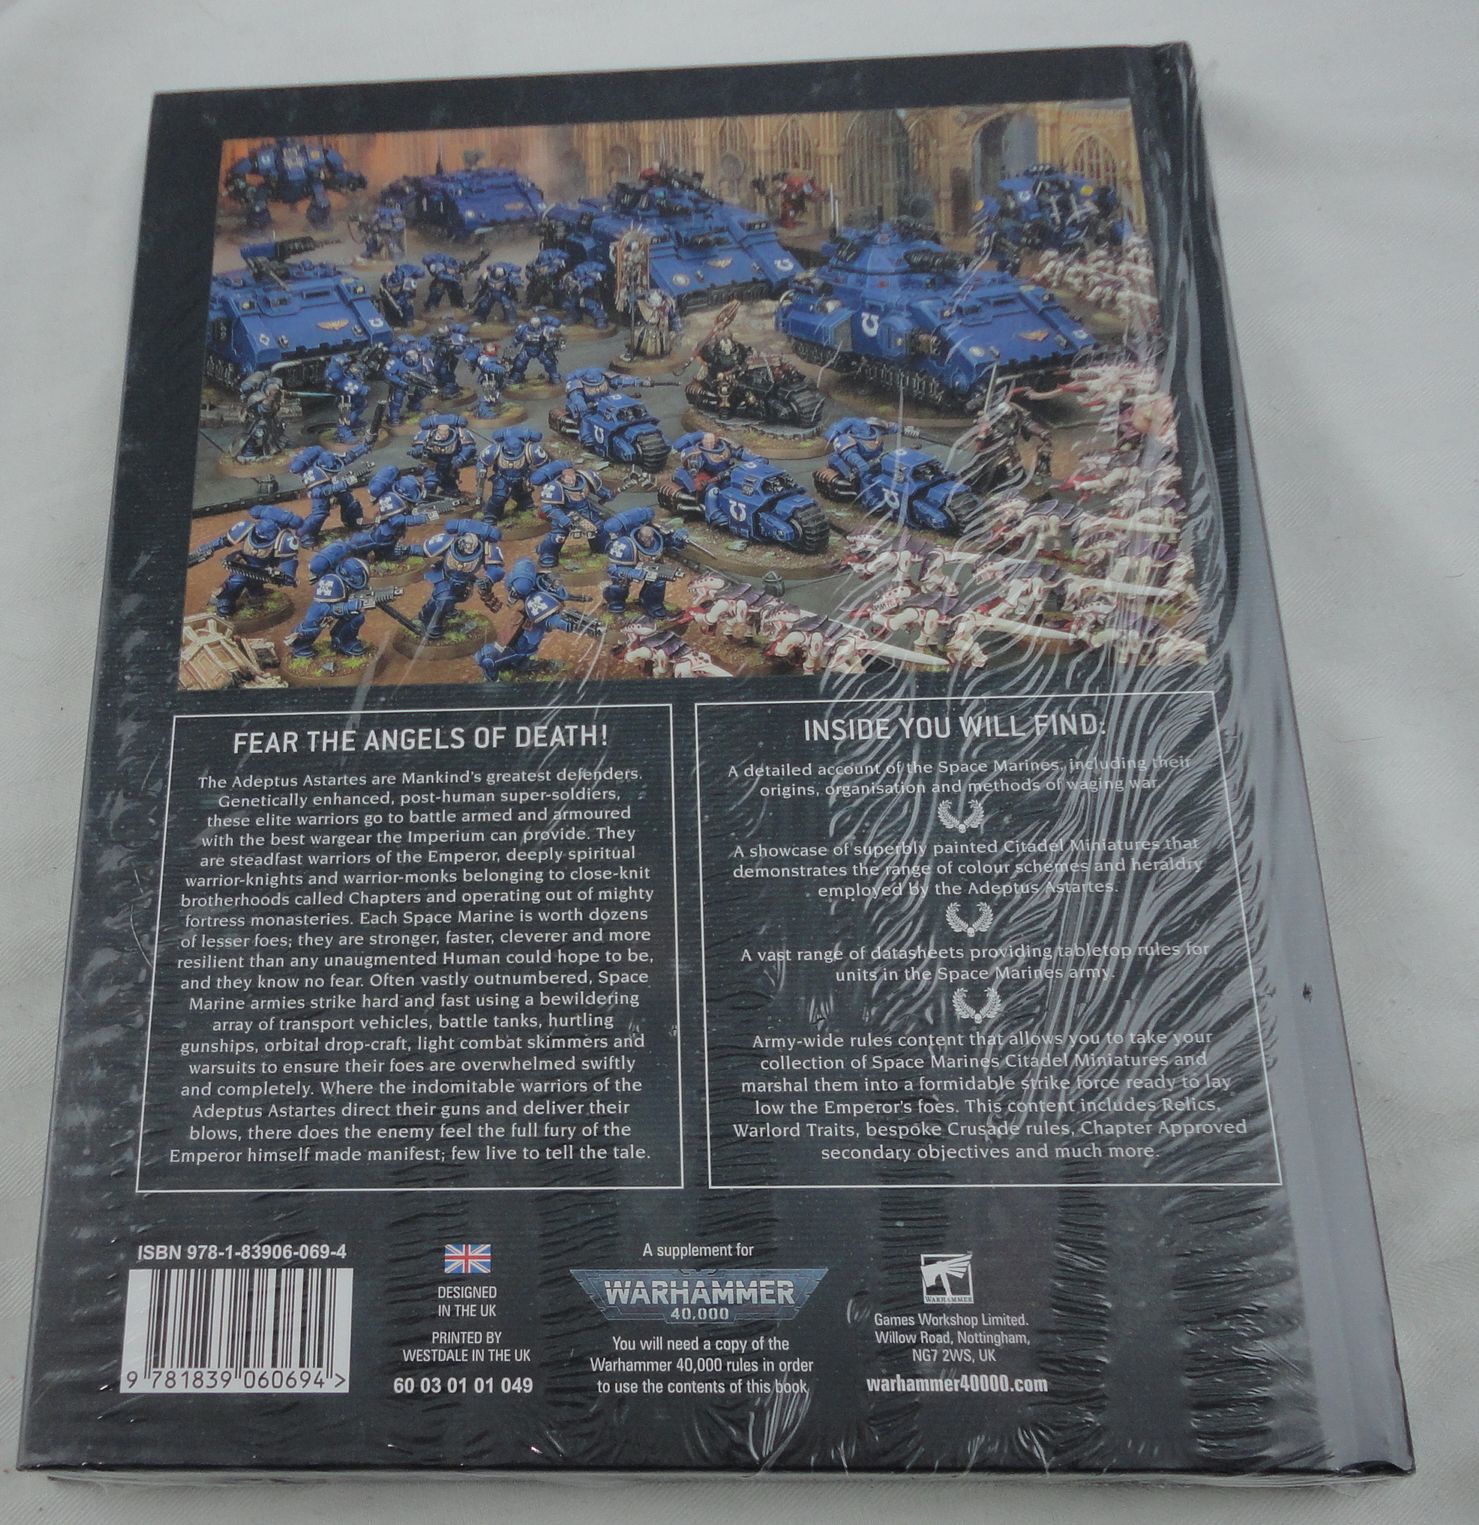 FEAR THE ANGELS OF DEATH!
The Adeptus Astartes are Mankind's greatest defenders.
Genetically enhanced, post-human super-soldiers,
these elite warriors go to battle armed and armoured
with the best wargear the Imperium can provide. They
are steadfast warriors of the Emperor, deeply spiritual
warrior-knights and warrior-monks belonging to close-knit
brotherhoods called Chapters and operating out of mighty
fortress monasteries. Each Space Marine is worth dozens
of lesser foes; they are stronger, faster, cleverer and more
resilient than any unaugmented Human could hope to be,
and they know no fear. Often vastly outnumbered, Space
Marine armies strike hard and fast using a bewildering
array of transport vehicles, battle tanks, hurtling
gunships, orbital drop-craft, light combat skimmers and
warsuits to ensure their foes are overwhelmed swiftly
and completely. Where the indomitable warriors of the
Adeptus Astartes direct their guns and deliver their
blows, there does the enemy feel the full fury of the
Emperor himself made manifest; few live to tell the tale.
INSIDE YOU WILL FIND:
A detailed account of the Space Marines, including their
origins, organisation and methods of waging war.
A showcase of superbly painted Citadel Miniatures that
demonstrates the range of colour schemes and heraldry
employed by the Adeptus Astartes.
A vast range of datasheets providing tabletop rules for
units in the Space Marines army.
Army-wide rules content that allows you to take your
collection of Space Marines Citadel Miniatures and
marshal them into a formidable strike force ready to lay
low the Emperor's foes. This content includes Relics,
Warlord Traits, bespoke Crusade rules, Chapter Approved
secondary objectives and much more.
ISBN 978-1-83906-069-4
9 781839 060694 >
DESIGNED
IN THE UK
PRINTED BY
WESTDALE IN THE UK
60 03 01 01 049
A supplement for
WARHAMMER
40,000
You will need a copy of the
Warhammer 40,000 rules in order
to use the contents of this book.
WARHAMMER
Games Workshop Limited.
Willow Road, Nottingham,
NG7 2WS, UK
warhammer40000.com